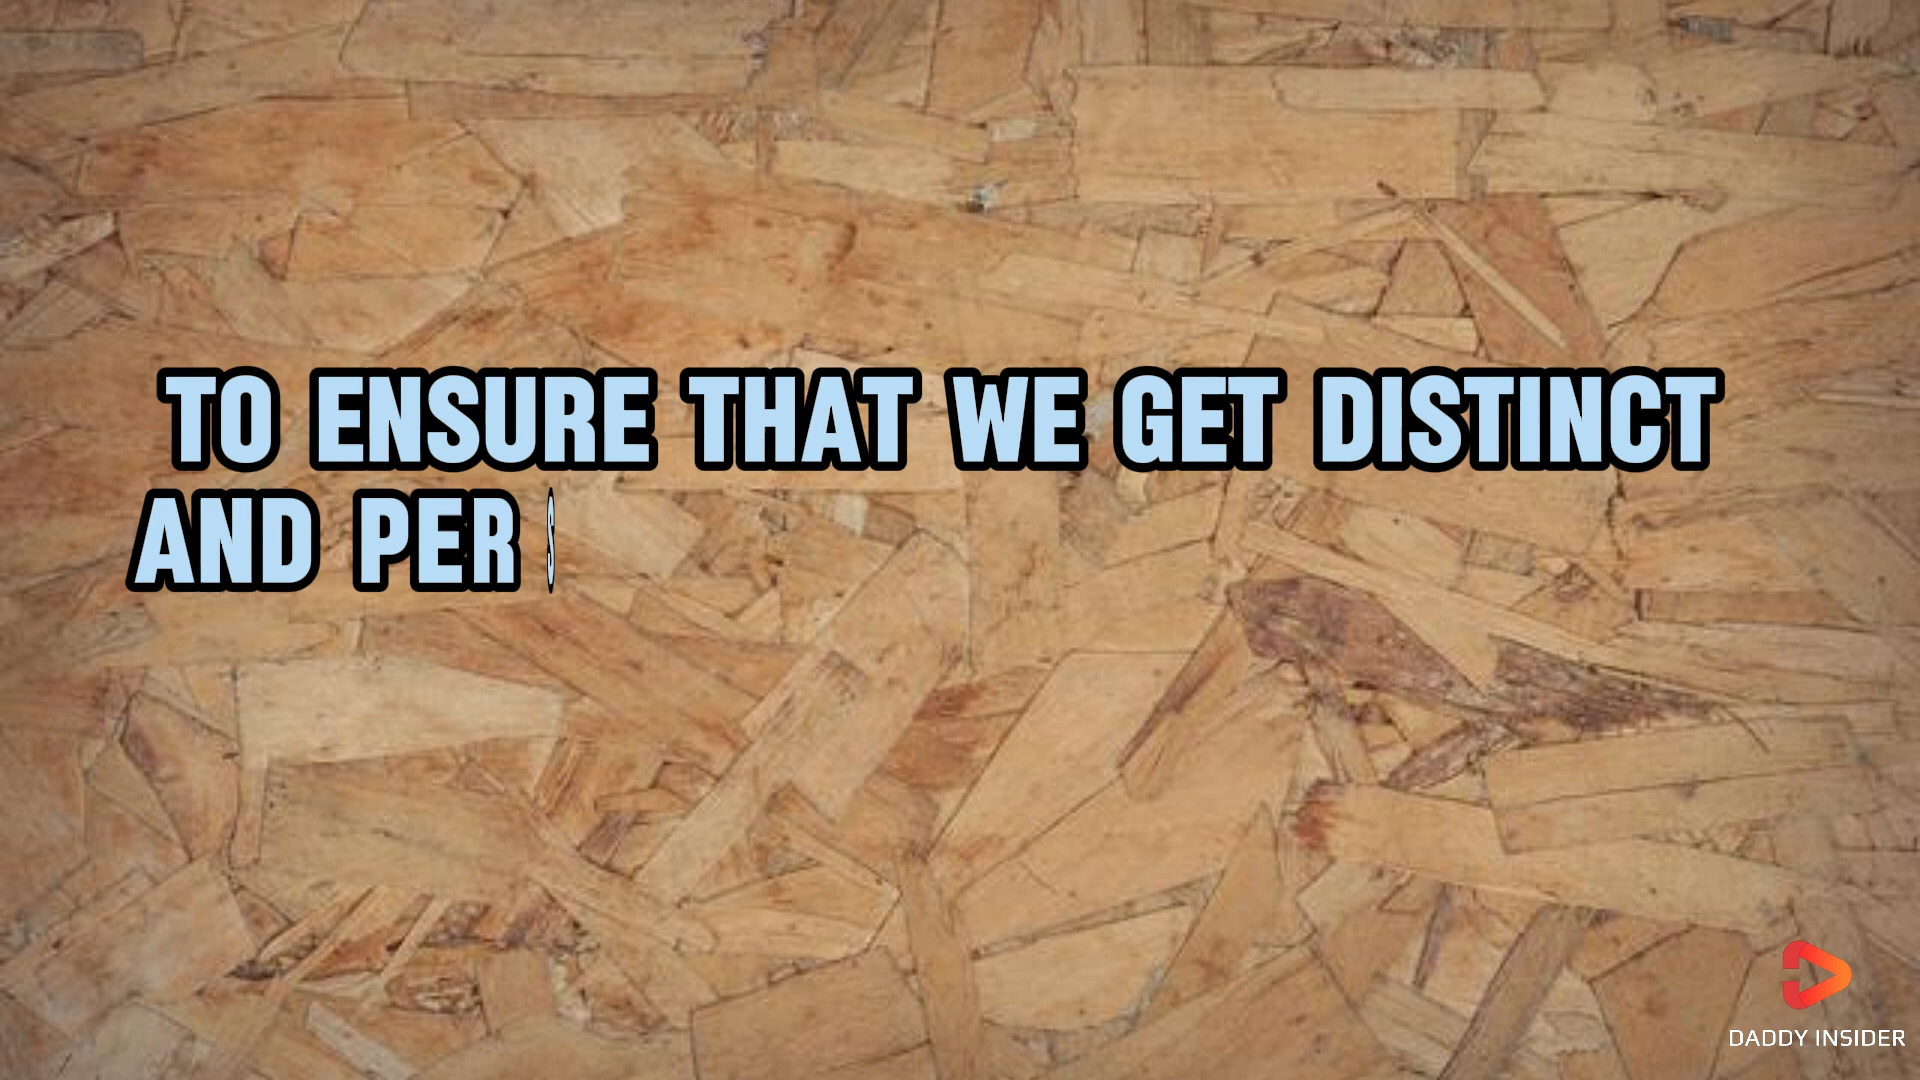 TO ENSURE THAT WE GET DISTINCT
AND PER S
DADDY INSIDER